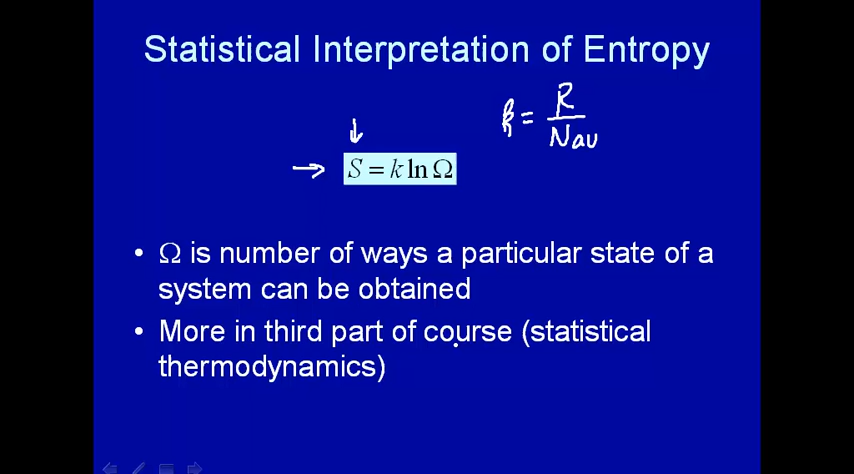 Statistical Interpretation of Entropy
k = R / Nav
S = k ln Ω
• Ω is number of ways a particular state of a
system can be obtained
• More in third part of course (statistical
thermodynamics)